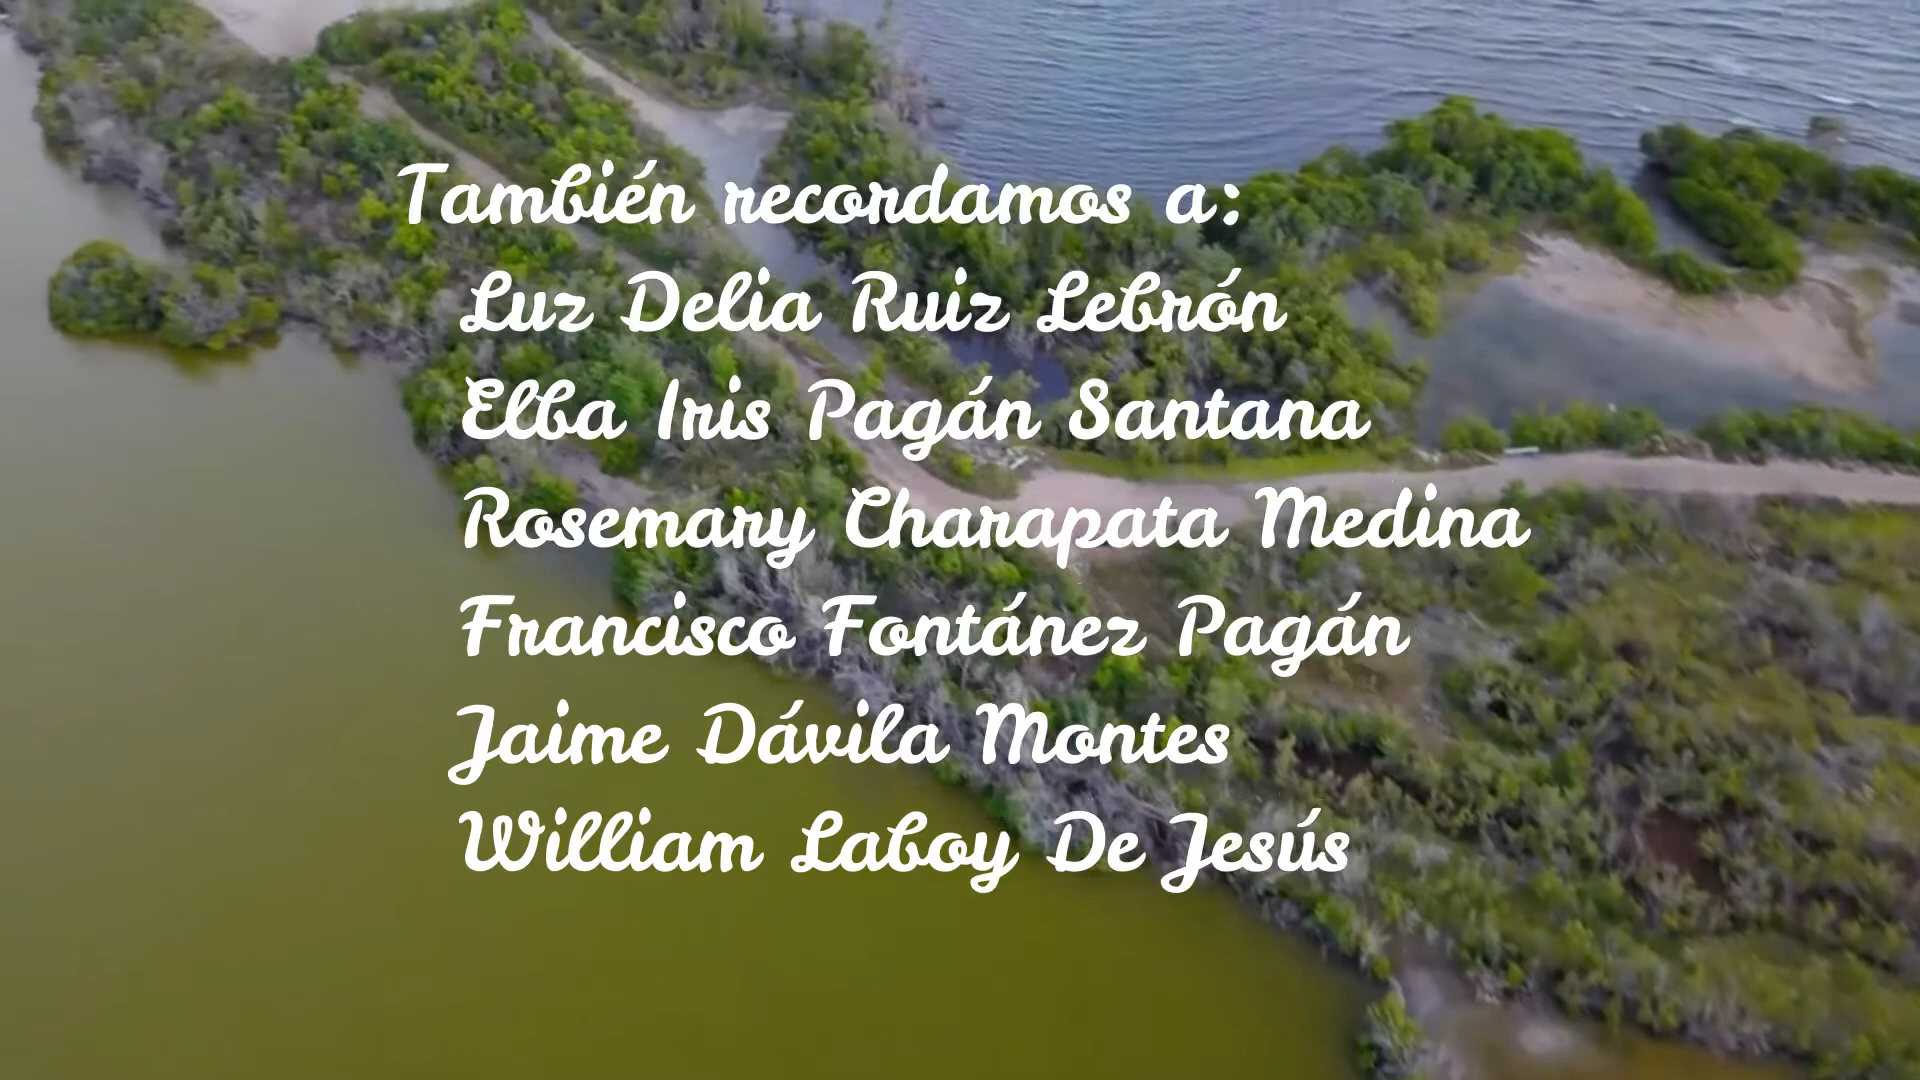 También recordamos a:
Luz Delia Ruiz Lebrón
Elba Iris Pagán Santana
Rosemary Charapata Medina
Francisco Fontánez Pagán
Jaime Dávila Montes
William Laboy De Jesús